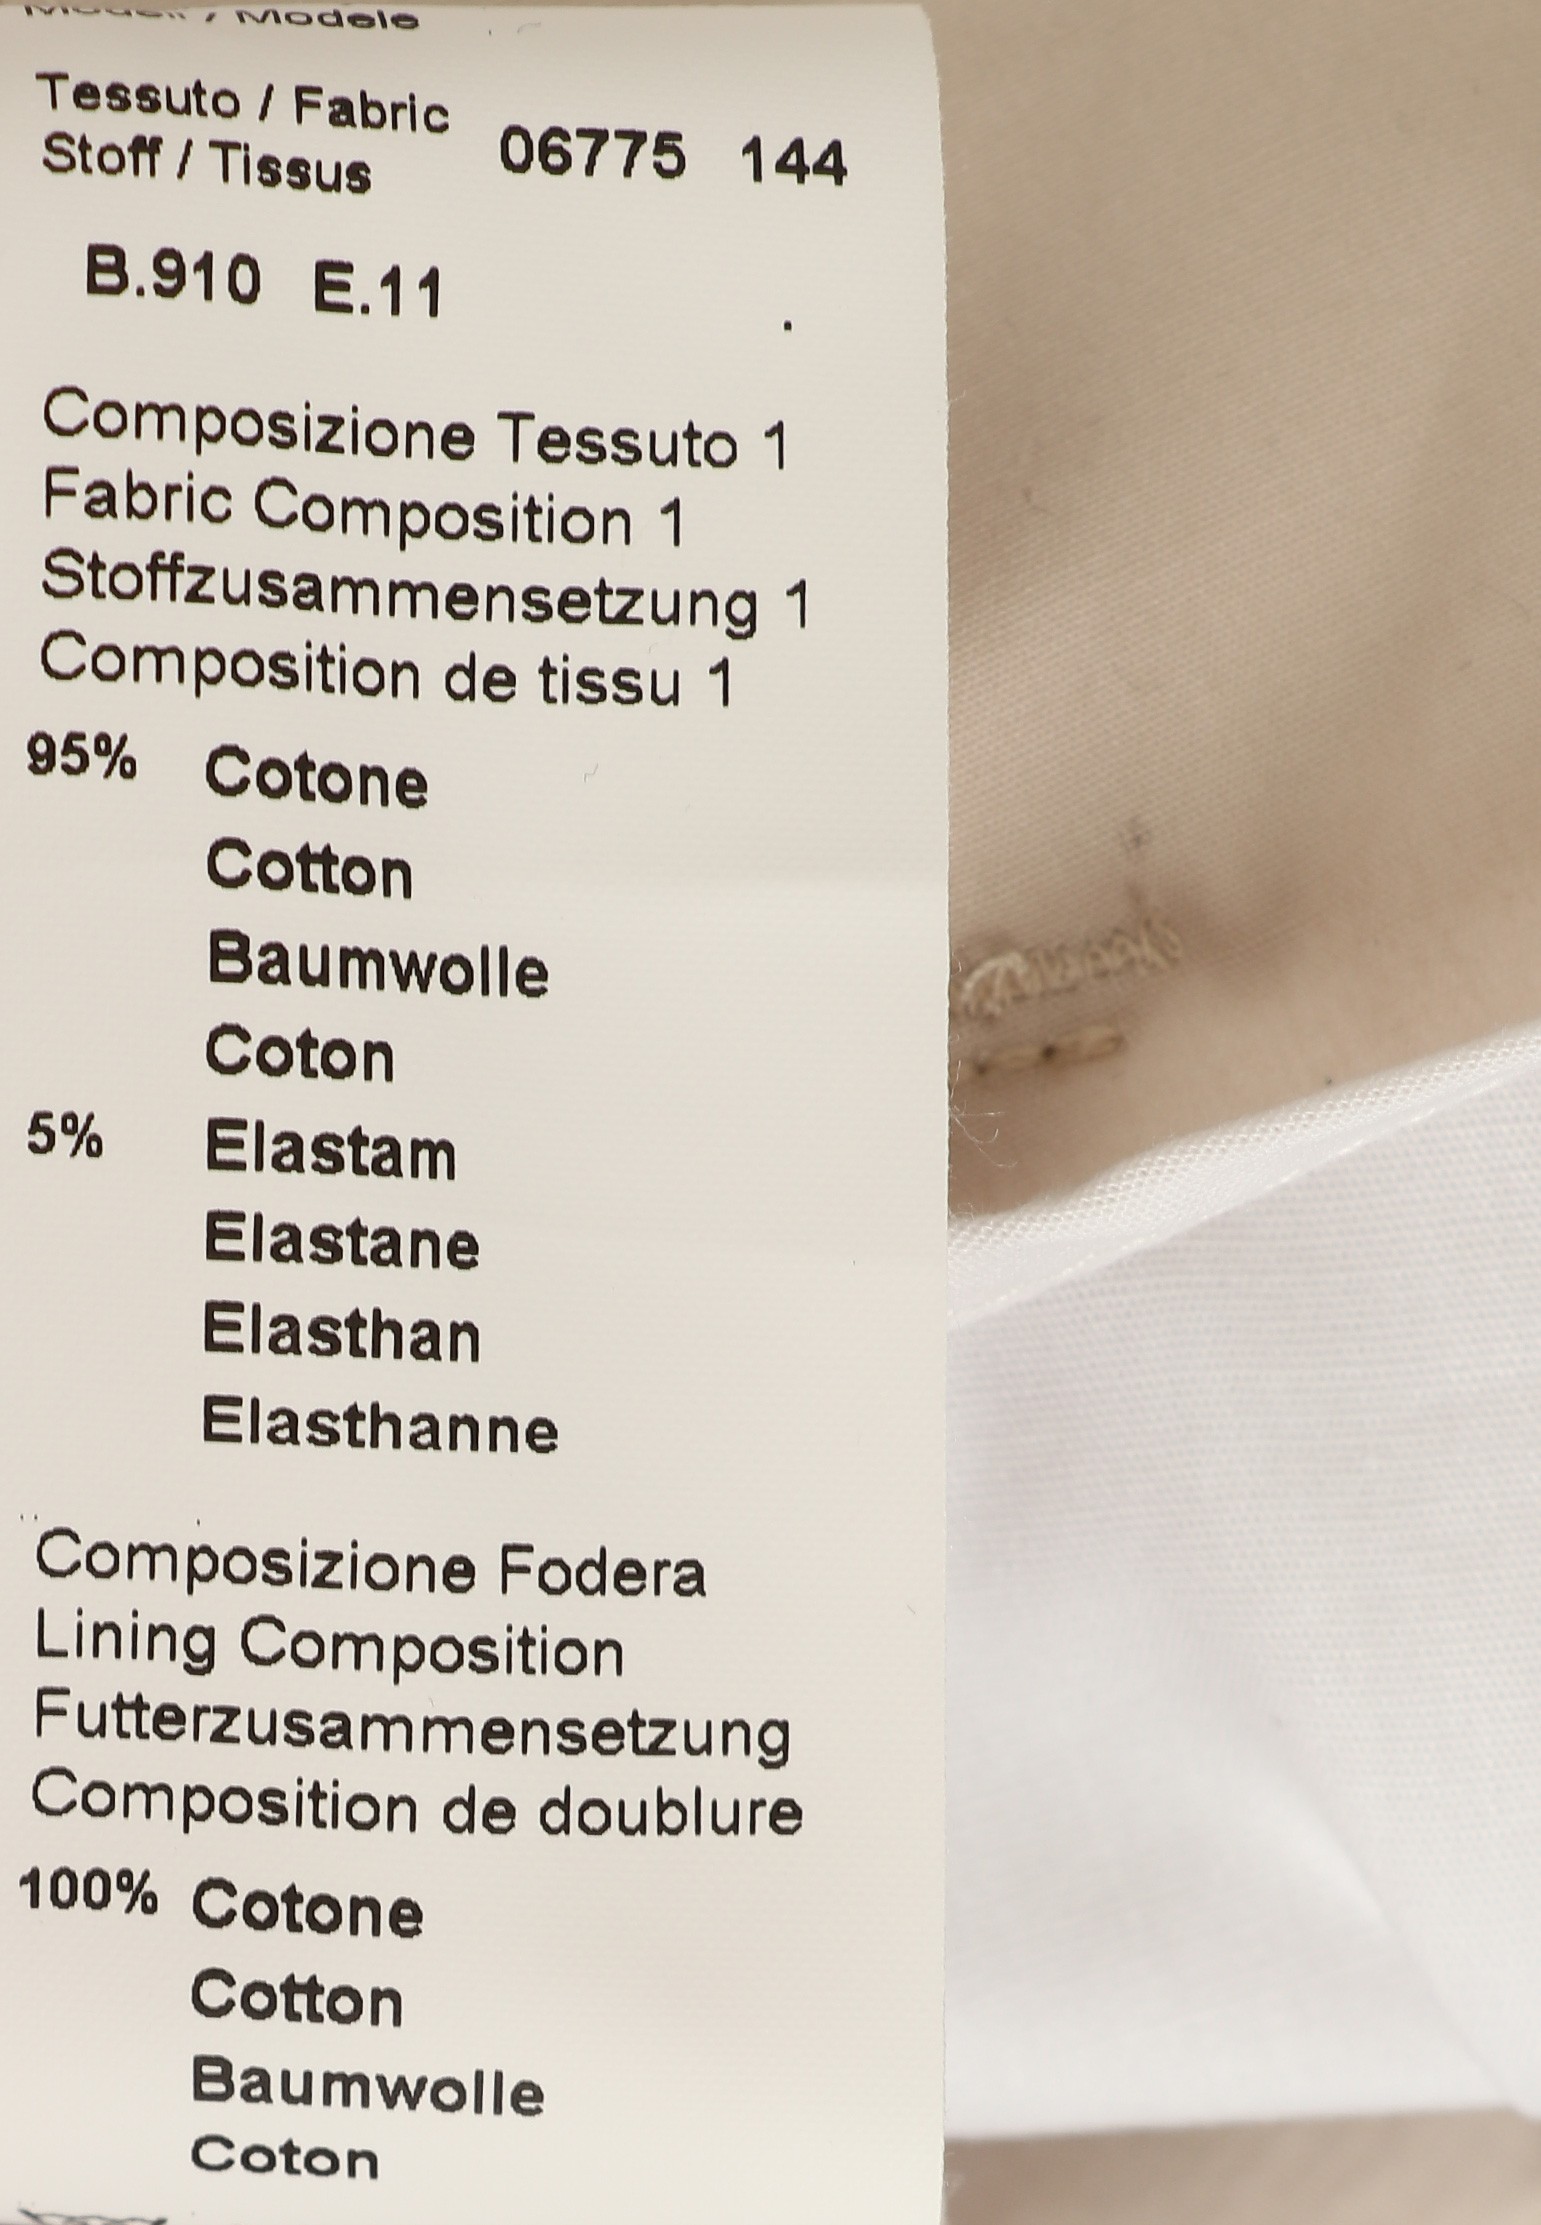 / Modele
Tessuto / Fabric
Stoff / Tissus 06775 144
B.910 E.11
Composizione Tessuto 1
Fabric Composition 1
Stoffzusammensetzung 1
Composition de tissu 1
95% Cotone
Cotton
Baumwolle
Coton
5% Elastam
Elastane
Elasthan
Elasthanne
Composizione Fodera
Lining Composition
Futterzusammensetzung
Composition de doublure
100% Cotone
Cotton
Baumwolle
Coton